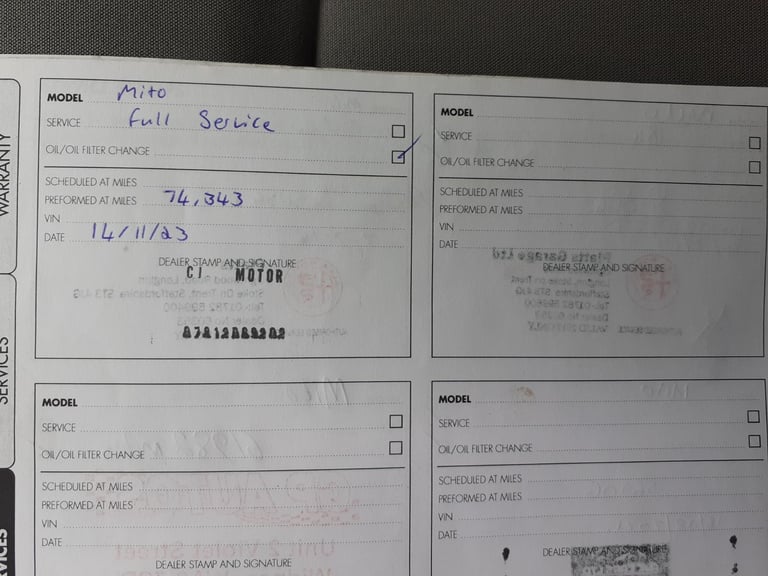 WARRANTY
SERVICES
MODEL Mito
SERVICE Full Service
OIL/OIL FILTER CHANGE
SCHEDULED AT MILES
PREFORMED AT MILES 74,343
VIN
DATE 14/11/23
DEALER STAMP AND SIGNATURE
CI MOTOR
MODEL
SERVICE
OIL/OIL FILTER CHANGE
SCHEDULED AT MILES
PREFORMED AT MILES
VIN
DATE
DEALER STAMP AND SIGNATURE
MODEL
SERVICE
OIL/OIL FILTER CHANGE
SCHEDULED AT MILES
PREFORMED AT MILES
VIN
DATE
DEALER STAMP AND SIGNATURE
MODEL
SERVICE
OIL/OIL FILTER CHANGE
SCHEDULED AT MILES
PREFORMED AT MILES
VIN
DATE
DEALER STAMP AND SIGNATURE